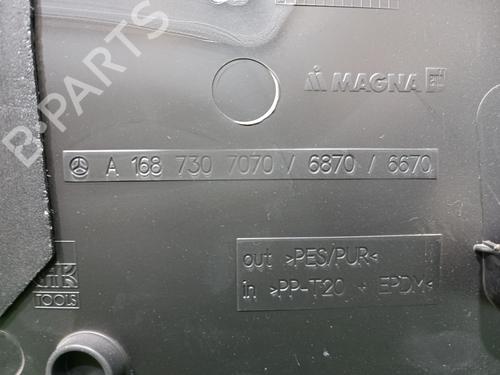 B-PARTS
MAGNA
A 168 730 7070 / 6870 / 6670
out >PES/PUR<
In >PP-T20 + EPDM<
TOOLS